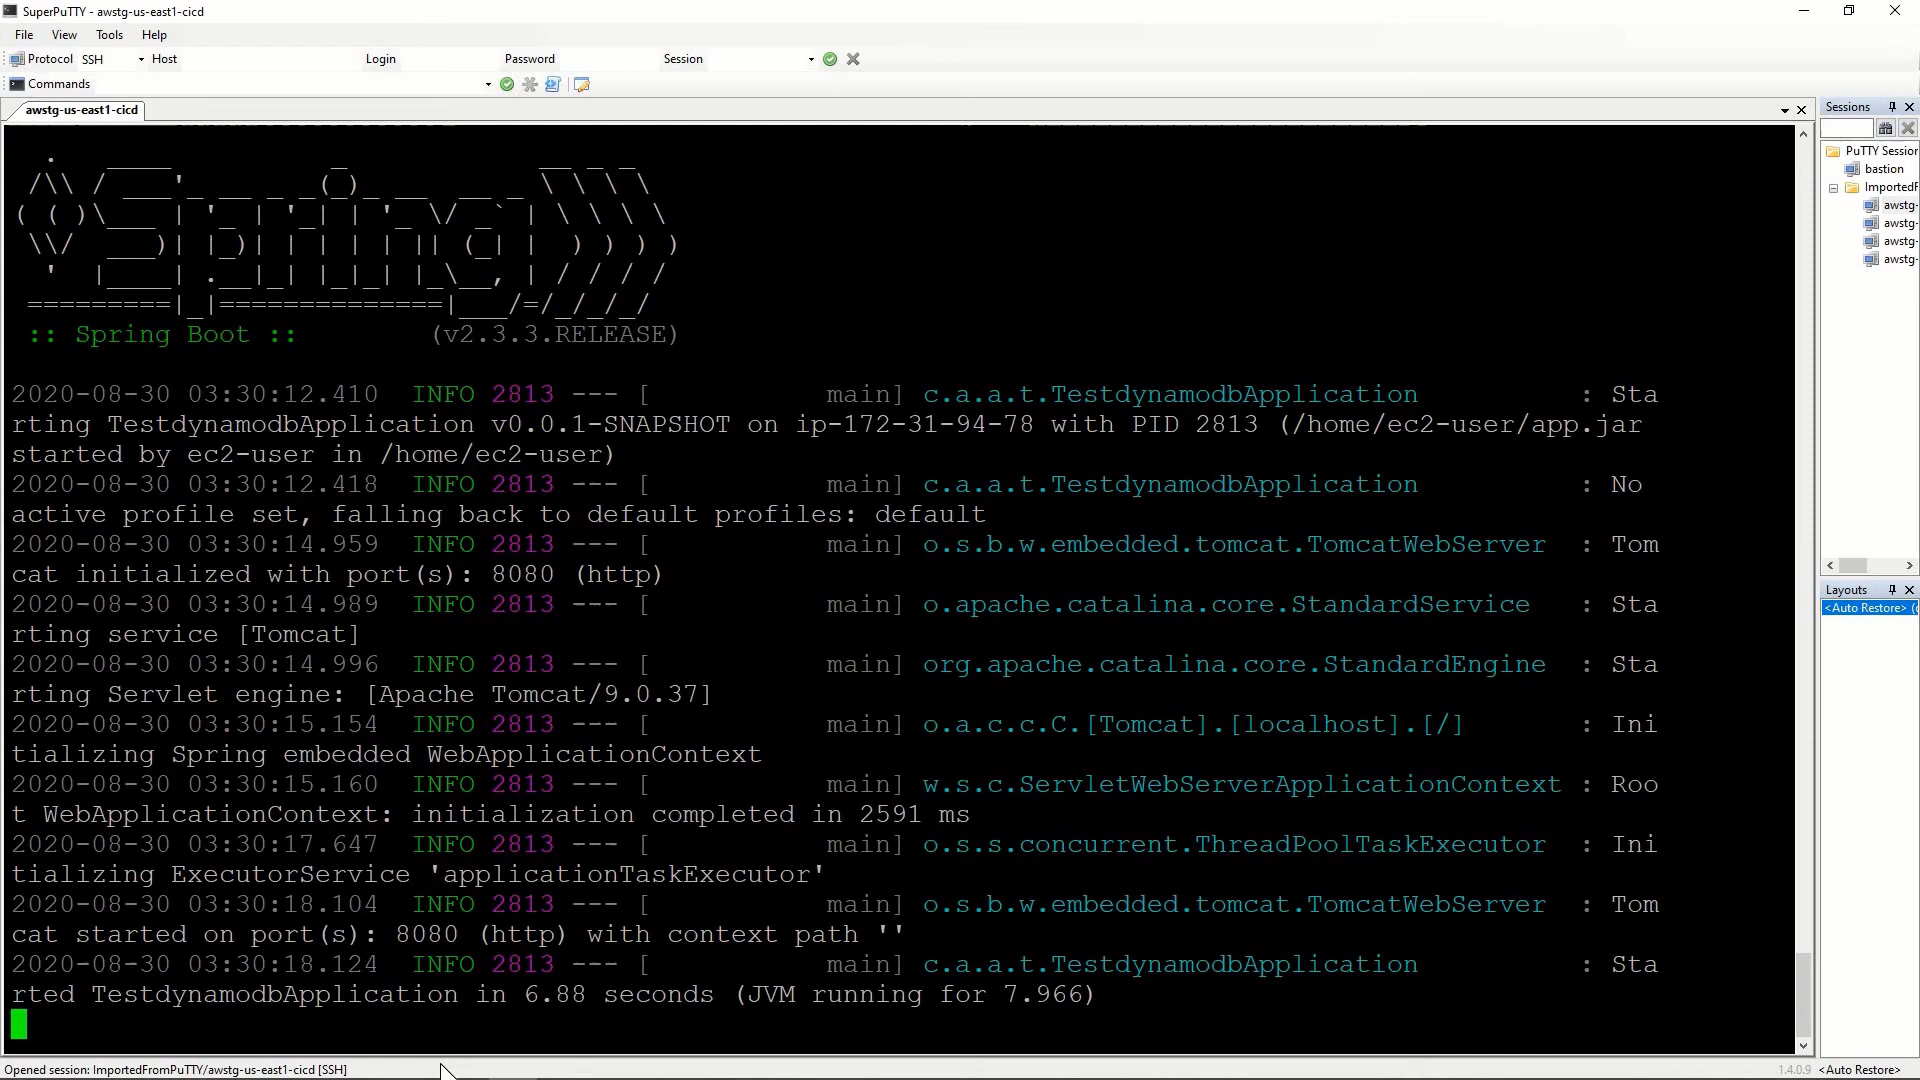 SuperPuTTY - awstg-us-east1-cicd
File View Tools Help
Protocol SSH Host Login Password Session
Commands
awstg-us-east1-cicd
:: Spring Boot :: (v2.3.3.RELEASE)
2020-08-30 03:30:12.410 INFO 2813 --- [ main] c.a.a.t.TestdynamodbApplication : Sta
rting TestdynamodbApplication v0.0.1-SNAPSHOT on ip-172-31-94-78 with PID 2813 (/home/ec2-user/app.jar
started by ec2-user in /home/ec2-user)
2020-08-30 03:30:12.418 INFO 2813 --- [ main] c.a.a.t.TestdynamodbApplication : No
active profile set, falling back to default profiles: default
2020-08-30 03:30:14.959 INFO 2813 --- [ main] o.s.b.w.embedded.tomcat.TomcatWebServer : Tom
cat initialized with port(s): 8080 (http)
2020-08-30 03:30:14.989 INFO 2813 --- [ main] o.apache.catalina.core.StandardService : Sta
rting service [Tomcat]
2020-08-30 03:30:14.996 INFO 2813 --- [ main] org.apache.catalina.core.StandardEngine : Sta
rting Servlet engine: [Apache Tomcat/9.0.37]
2020-08-30 03:30:15.154 INFO 2813 --- [ main] o.a.c.c.C.[Tomcat].[localhost].[/] : Ini
tializing Spring embedded WebApplicationContext
2020-08-30 03:30:15.160 INFO 2813 --- [ main] w.s.c.ServletWebServerApplicationContext : Roo
t WebApplicationContext: initialization completed in 2591 ms
2020-08-30 03:30:17.647 INFO 2813 --- [ main] o.s.s.concurrent.ThreadPoolTaskExecutor : Ini
tializing ExecutorService 'applicationTaskExecutor'
2020-08-30 03:30:18.104 INFO 2813 --- [ main] o.s.b.w.embedded.tomcat.TomcatWebServer : Tom
cat started on port(s): 8080 (http) with context path ''
2020-08-30 03:30:18.124 INFO 2813 --- [ main] c.a.a.t.TestdynamodbApplication : Sta
rted TestdynamodbApplication in 6.88 seconds (JVM running for 7.966)
Sessions
PuTTY Session
bastion
ImportedF
awstg-
awstg-
awstg-
awstg-
Layouts
<Auto Restore> (
Opened session: ImportedFromPuTTY/awstg-us-east1-cicd [SSH]
1.4.0.9 <Auto Restore>